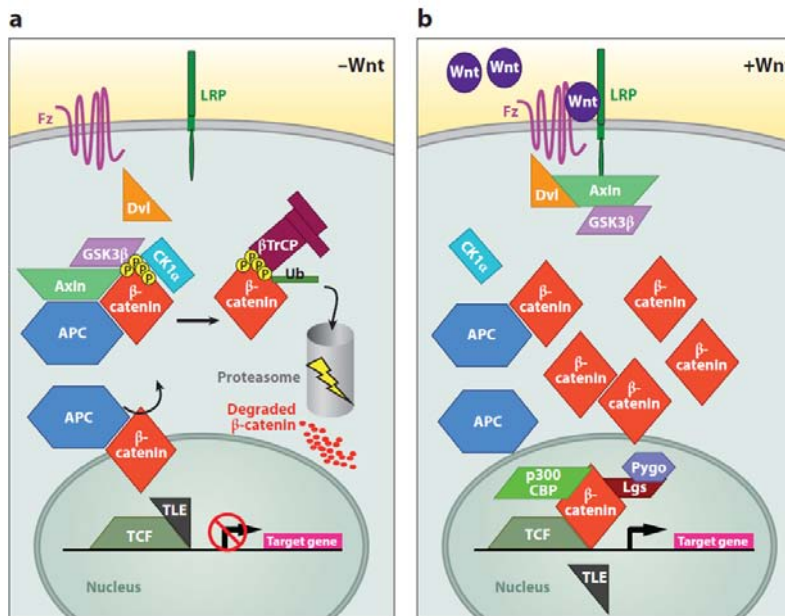 a
–Wnt
LRP
Fz
Dvl
GSK3β
CK1α
P
P
P
P
Axin
β-
catenin
APC
βTrCP
P
P
P
P
Ub
β-
catenin
Proteasome
Degraded
β-catenin
APC
β-
catenin
TLE
TCF
Target gene
Nucleus
b
+Wnt
Wnt
Wnt
Wnt
LRP
Fz
Dvl
Axin
GSK3β
CK1α
β-
catenin
β-
catenin
APC
β-
catenin
β-
catenin
β-
catenin
APC
p300
CBP
β-
catenin
Pygo
Lgs
TCF
Target gene
TLE
Nucleus